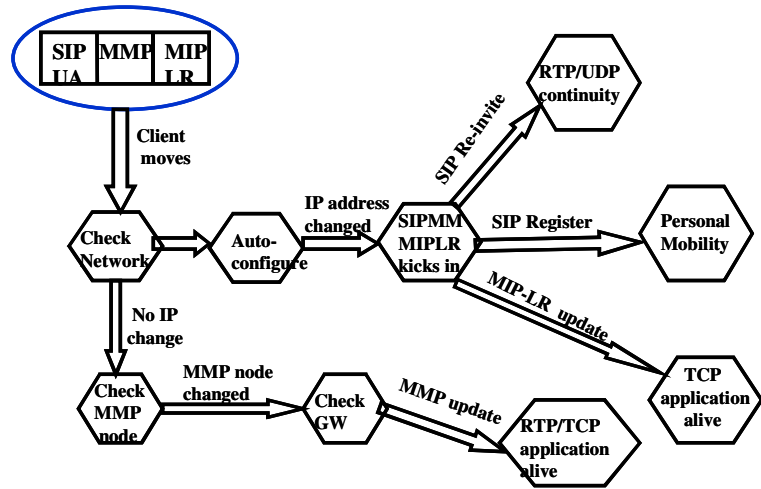 SIP UA
MMP
MIP LR
Client
moves
Check
Network
Auto-
configure
IP address
changed
SIPMM
MIPLR
kicks in
SIP Re-invite
RTP/UDP
continuity
SIP Register
Personal
Mobility
MIP-LR update
TCP
application
alive
No IP
change
Check
MMP
node
MMP node
changed
Check
GW
MMP update
RTP/TCP
application
alive